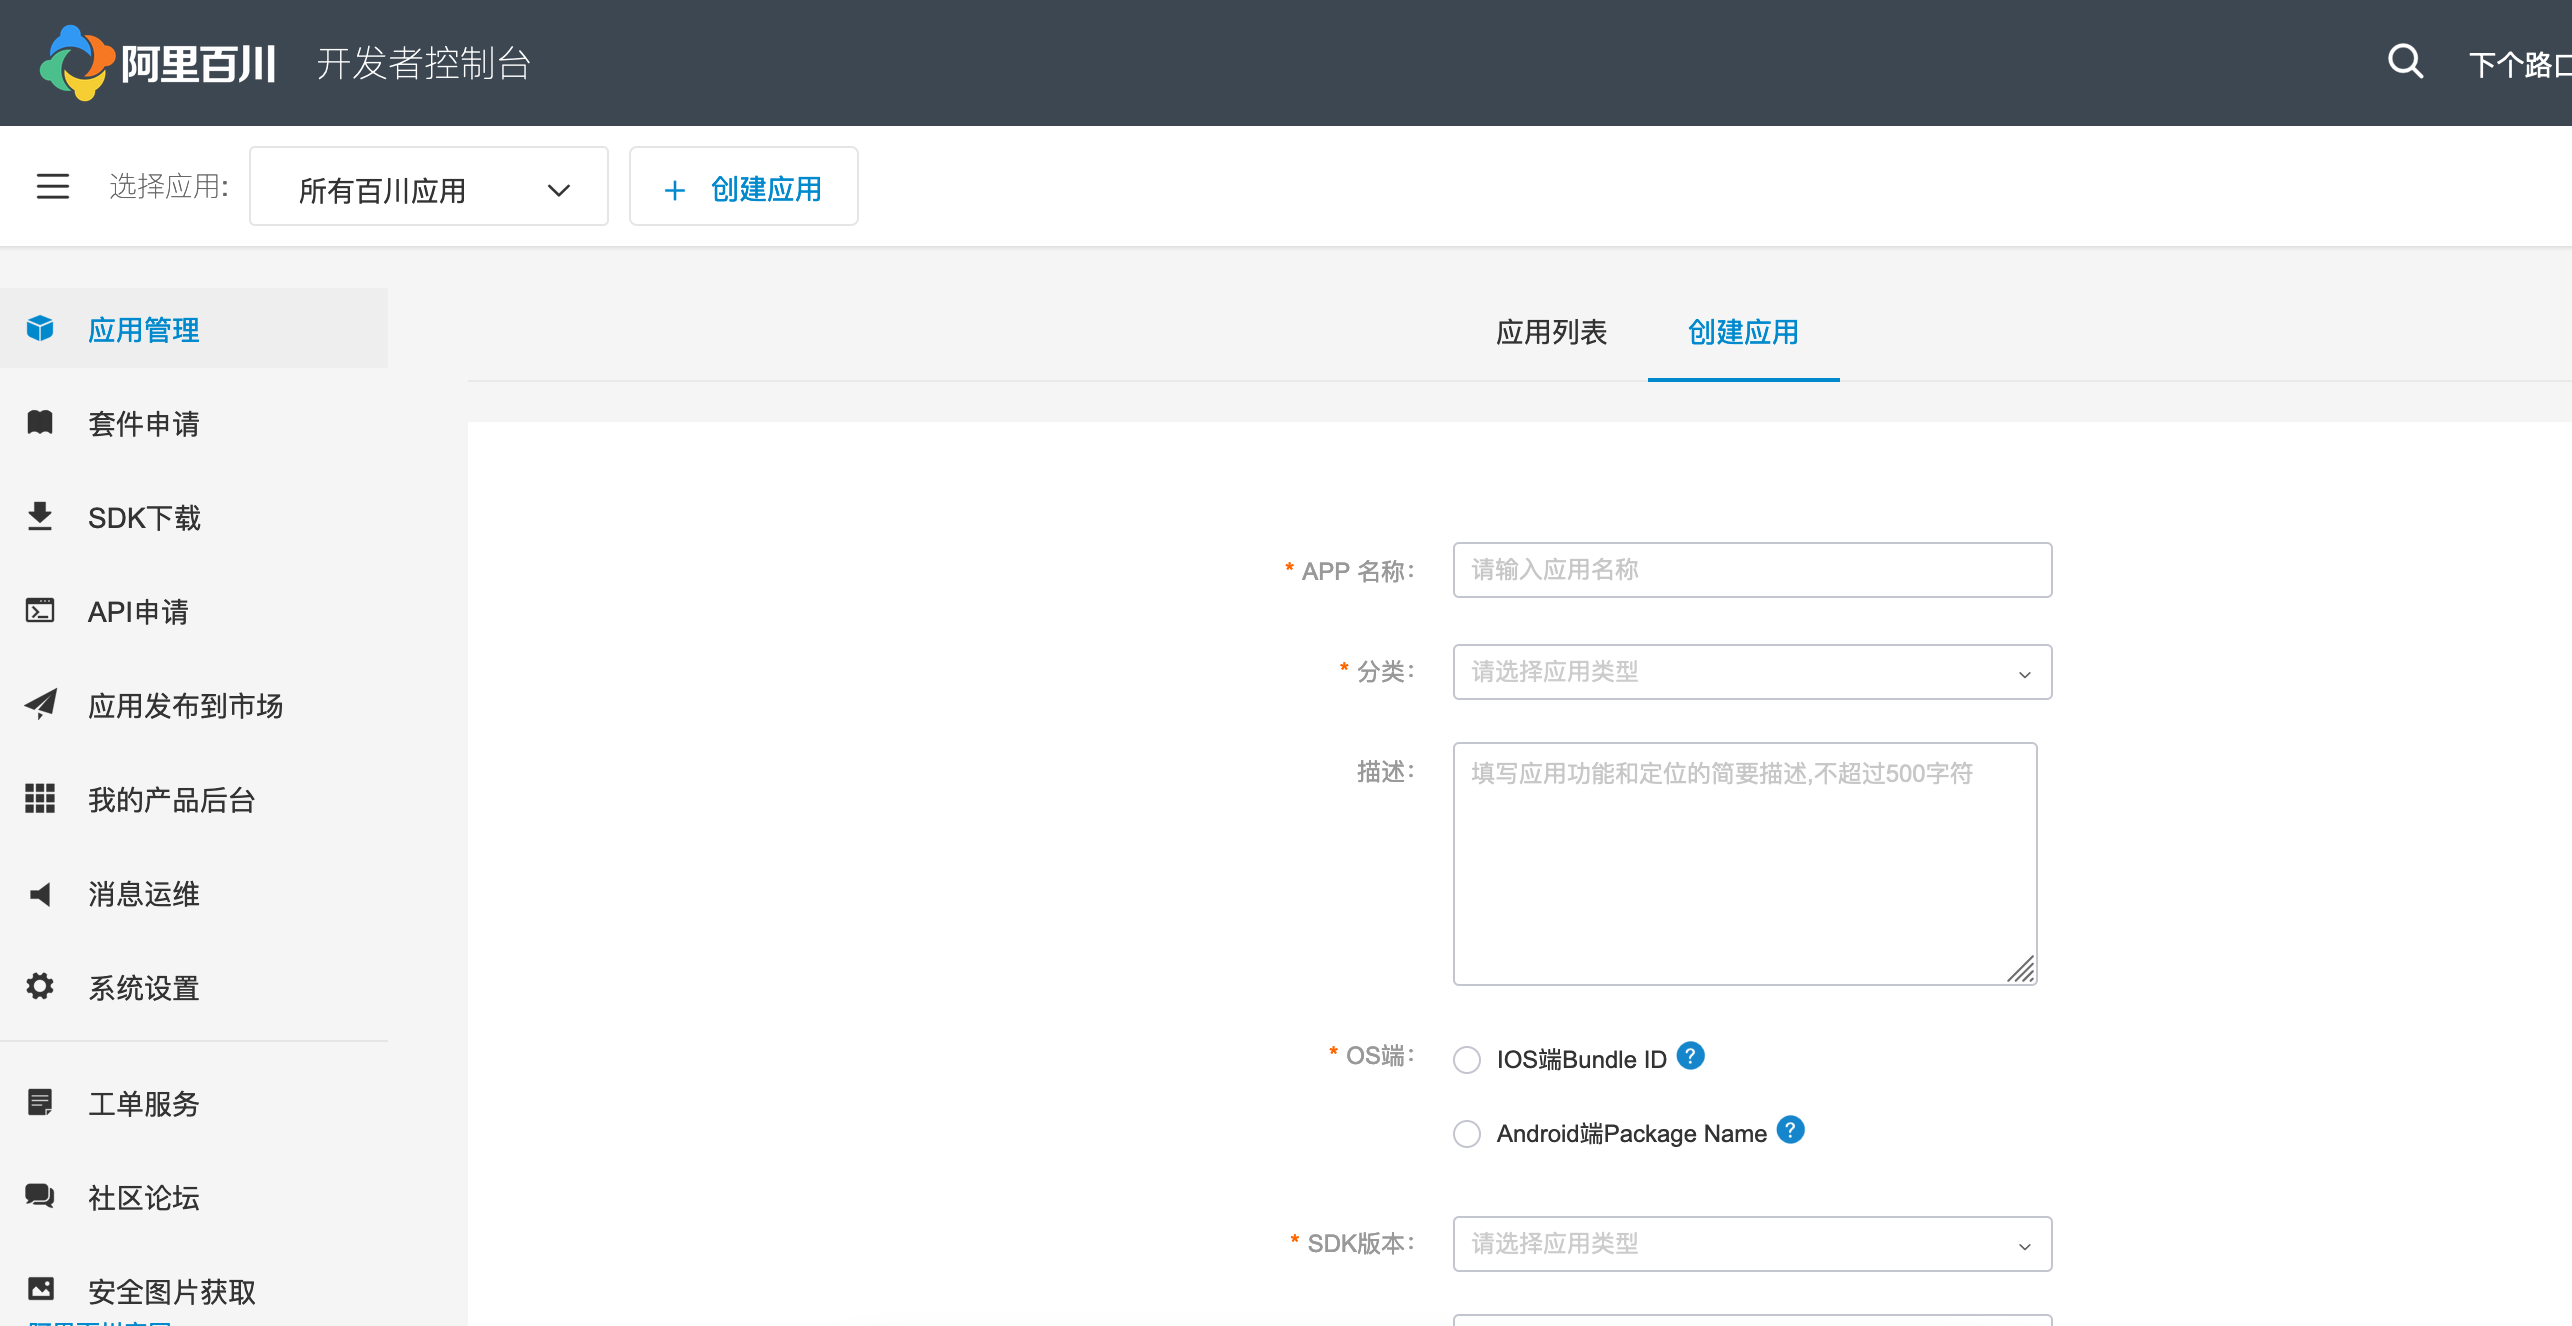 阿里百川 开发者控制台 下个路口
选择应用: 所有百川应用 + 创建应用
应用管理
套件申请
SDK下载
API申请
应用发布到市场
我的产品后台
消息运维
系统设置
工单服务
社区论坛
安全图片获取
应用列表 创建应用
* APP 名称: 请输入应用名称
* 分类: 请选择应用类型
描述: 填写应用功能和定位的简要描述,不超过500字符
* OS端: IOS端Bundle ID ?
Android端Package Name ?
* SDK版本: 请选择应用类型